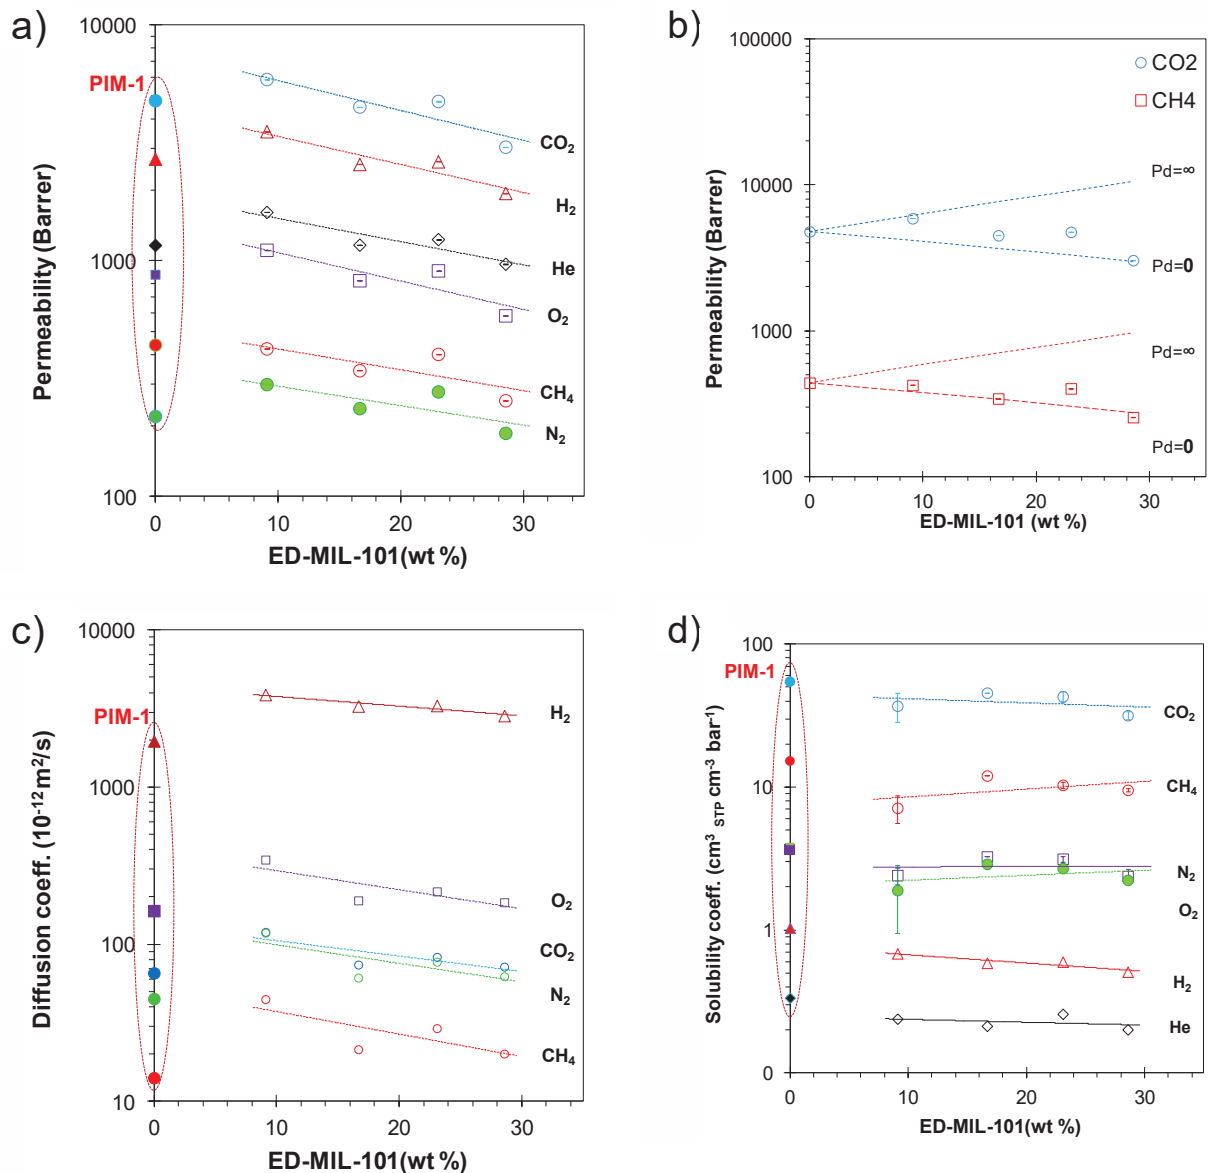 a)
10000
1000
100
Permeability (Barrer)
PIM-1
CO2
H2
He
O2
CH4
N2
0
10
20
30
ED-MIL-101(wt %)
b)
100000
10000
1000
100
Permeability (Barrer)
CO2
CH4
Pd=∞
Pd=0
Pd=∞
Pd=0
0
10
20
30
ED-MIL-101 (wt %)
c)
10000
1000
100
10
Diffusion coeff. (10-12m2/s)
PIM-1
H2
O2
CO2
N2
CH4
0
10
20
30
ED-MIL-101(wt %)
d)
100
10
1
0
Solubility coeff. (cm3 STP cm-3 bar-1)
PIM-1
CO2
CH4
N2
O2
H2
He
0
10
20
30
ED-MIL-101(wt %)